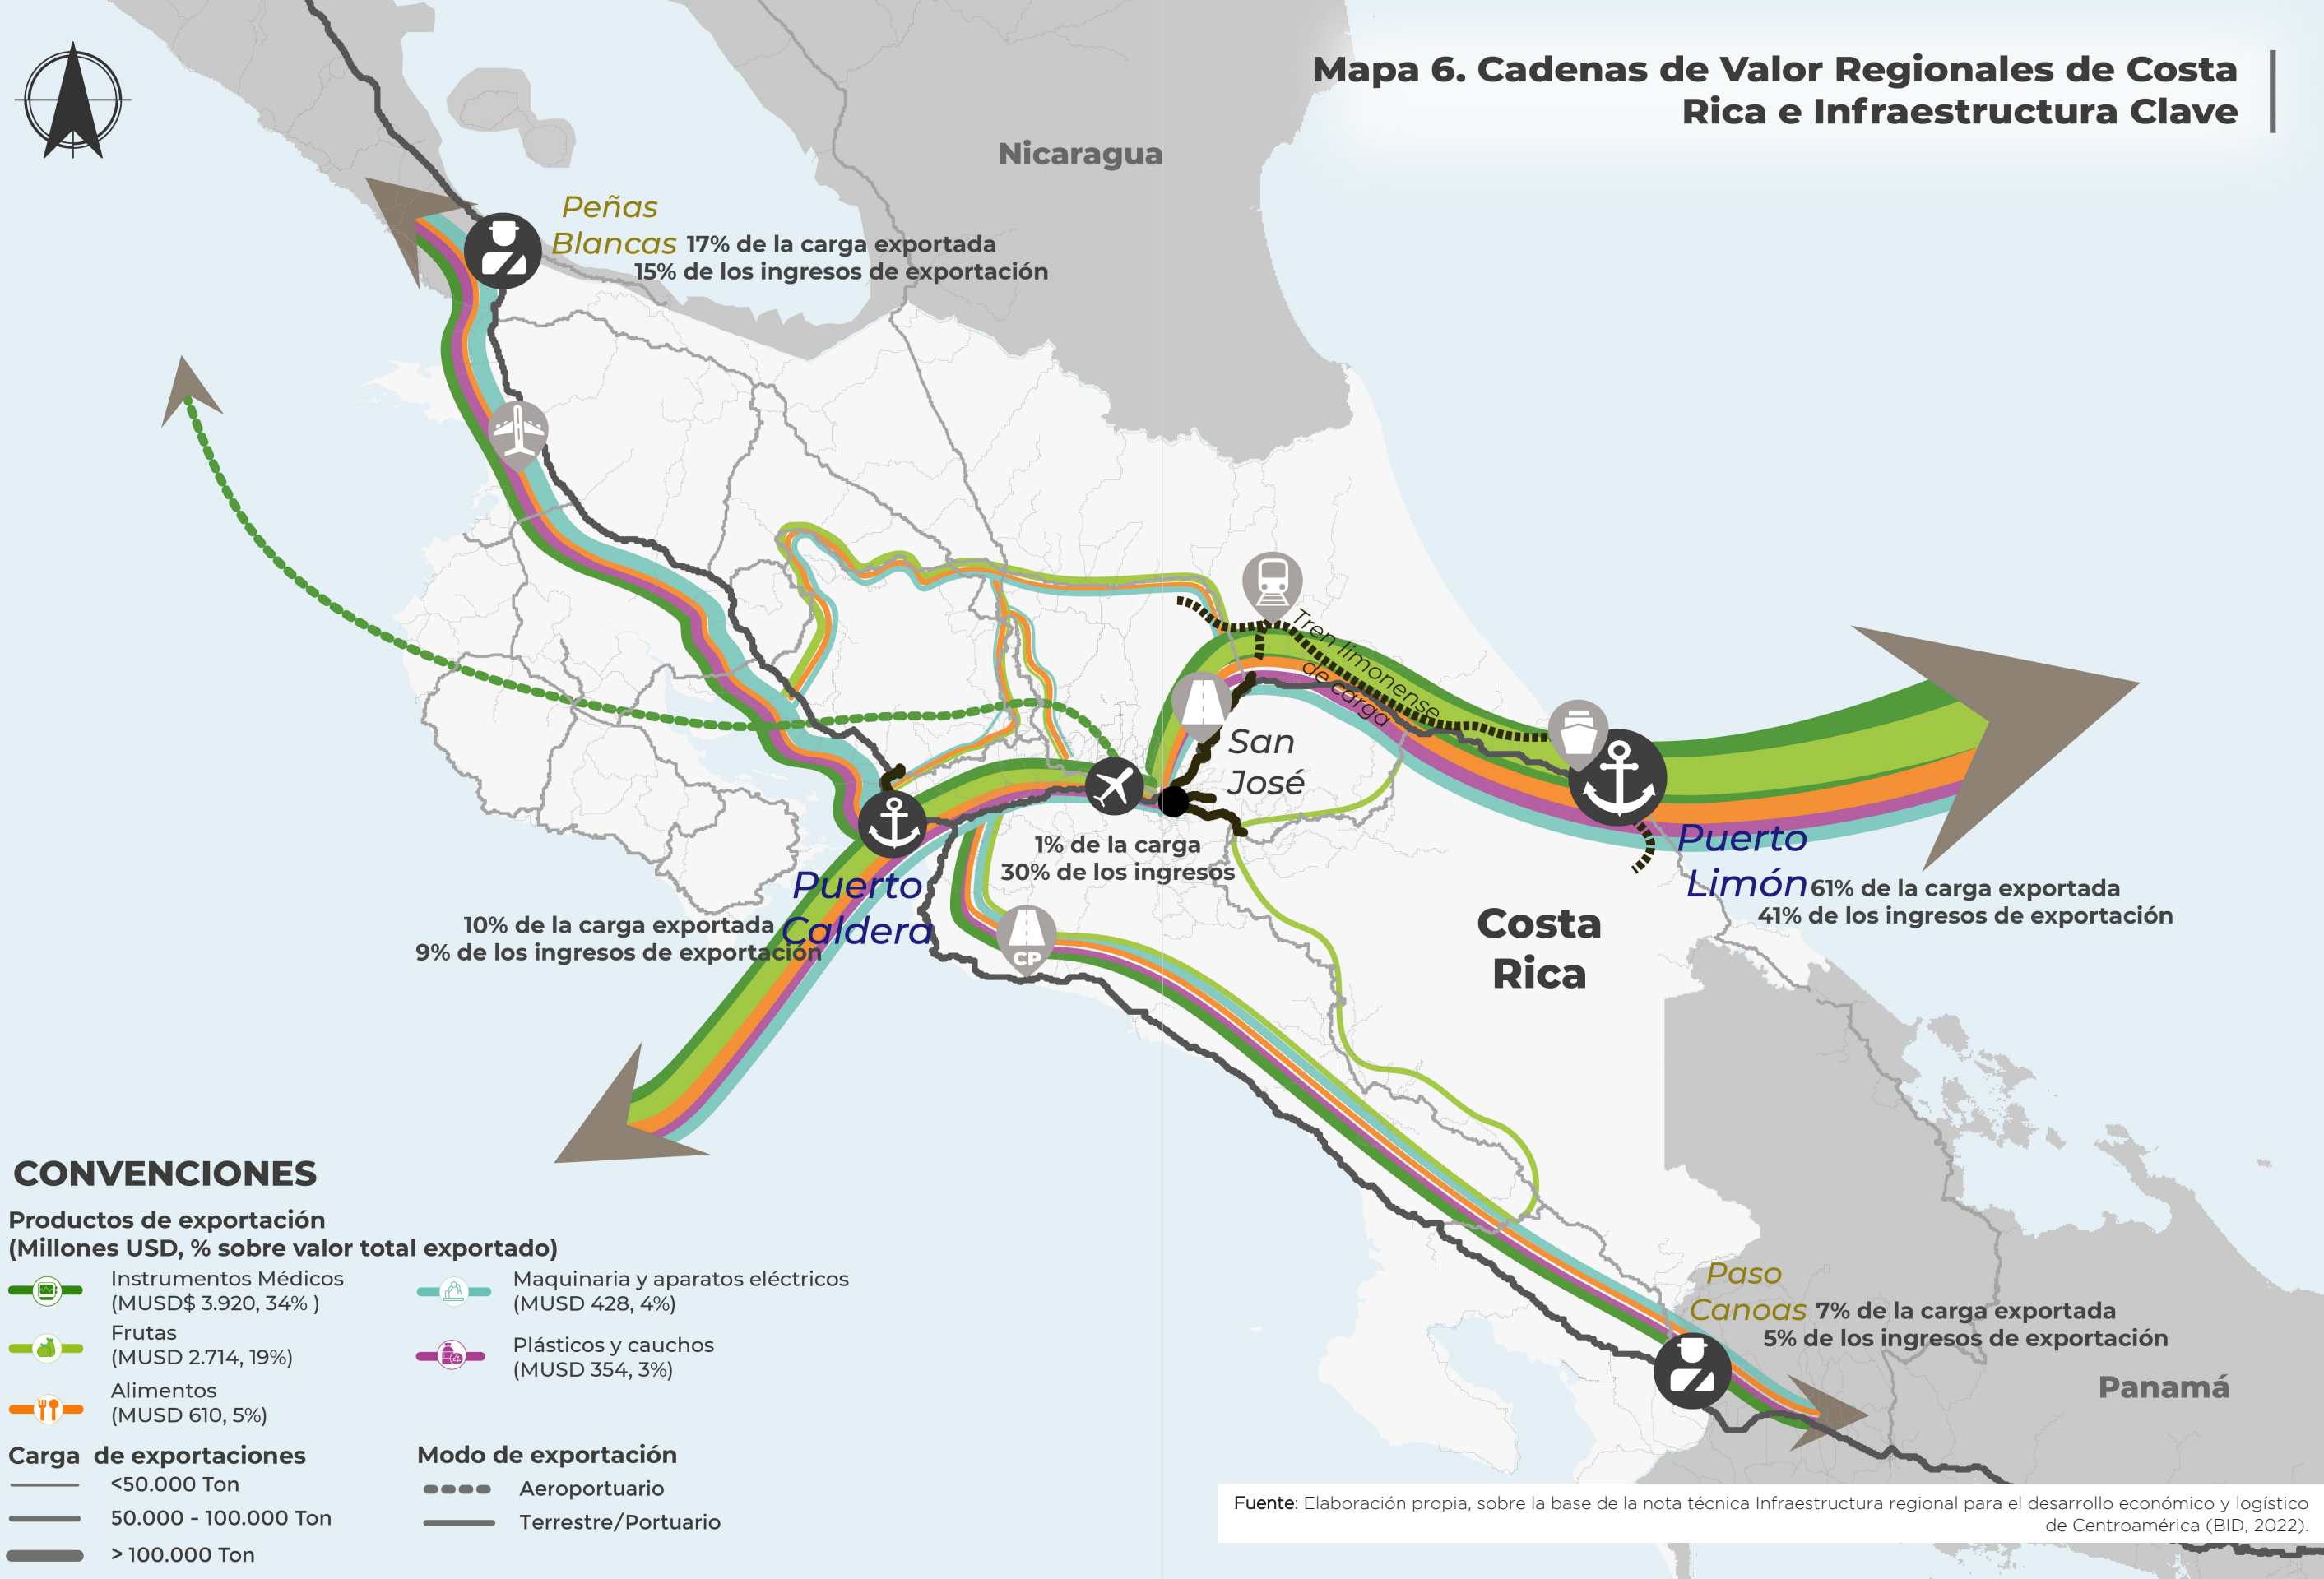 Mapa 6. Cadenas de Valor Regionales de Costa
Rica e Infraestructura Clave
Nicaragua
Peñas
Blancas
17% de la carga exportada
15% de los ingresos de exportación
Tren limonense
de carga
San
José
1% de la carga
30% de los ingresos
Puerto
Caldera
10% de la carga exportada
9% de los ingresos de exportación
CP
Puerto
Limón
61% de la carga exportada
41% de los ingresos de exportación
Costa
Rica
Paso
Canoas
7% de la carga exportada
5% de los ingresos de exportación
Panamá
CONVENCIONES
Productos de exportación
(Millones USD, % sobre valor total exportado)
Instrumentos Médicos
(MUSD$ 3.920, 34% )
Frutas
(MUSD 2.714, 19%)
Alimentos
(MUSD 610, 5%)
Maquinaria y aparatos eléctricos
(MUSD 428, 4%)
Plásticos y cauchos
(MUSD 354, 3%)
Carga de exportaciones
<50.000 Ton
50.000 - 100.000 Ton
> 100.000 Ton
Modo de exportación
Aeroportuario
Terrestre/Portuario
Fuente: Elaboración propia, sobre la base de la nota técnica Infraestructura regional para el desarrollo económico y logístico
de Centroamérica (BID, 2022).